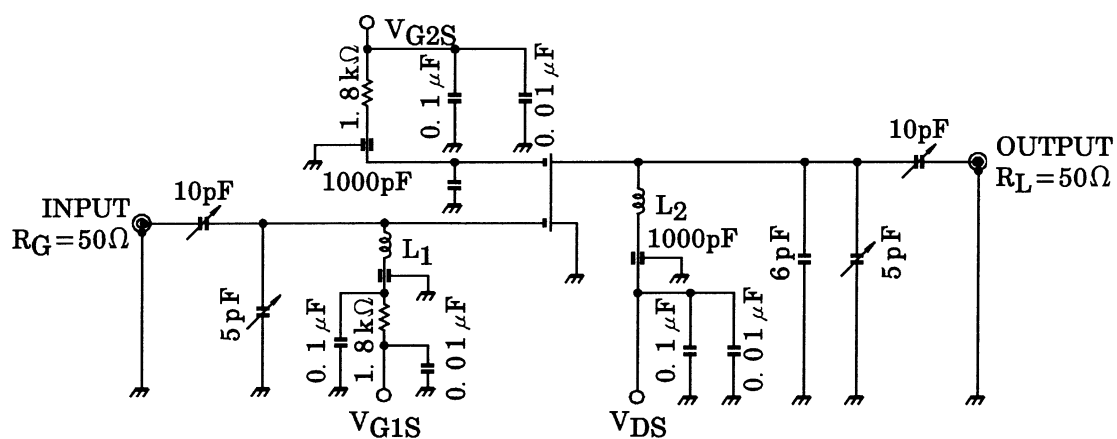 VG2S
1. 8kΩ
0. 1μF
0. 01μF
1000pF
10pF
INPUT
RG=50Ω
5pF
L1
0. 1μF
1. 8kΩ
0. 01μF
VG1S
L2
1000pF
0. 1μF
0. 01μF
VDS
6pF
5pF
10pF
OUTPUT
RL=50Ω